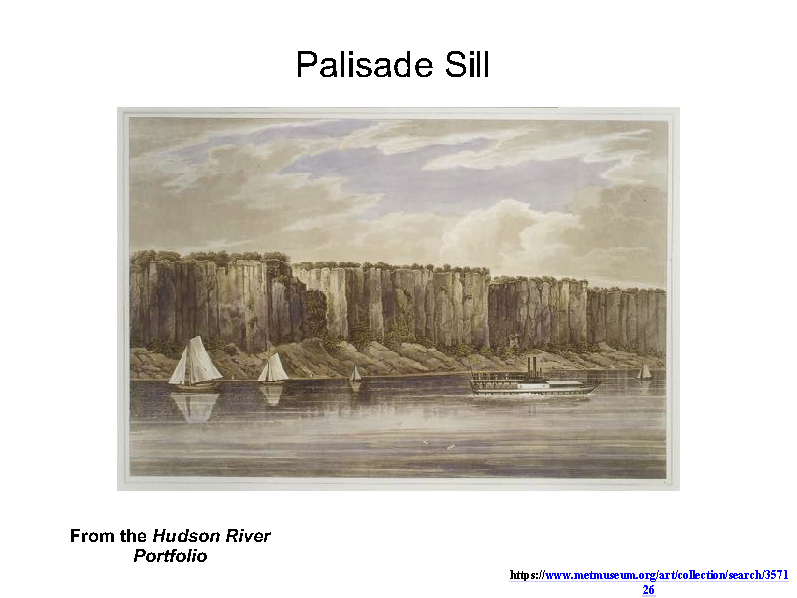 Palisade Sill
From the Hudson River
Portfolio
https://www.metmuseum.org/art/collection/search/3571
26